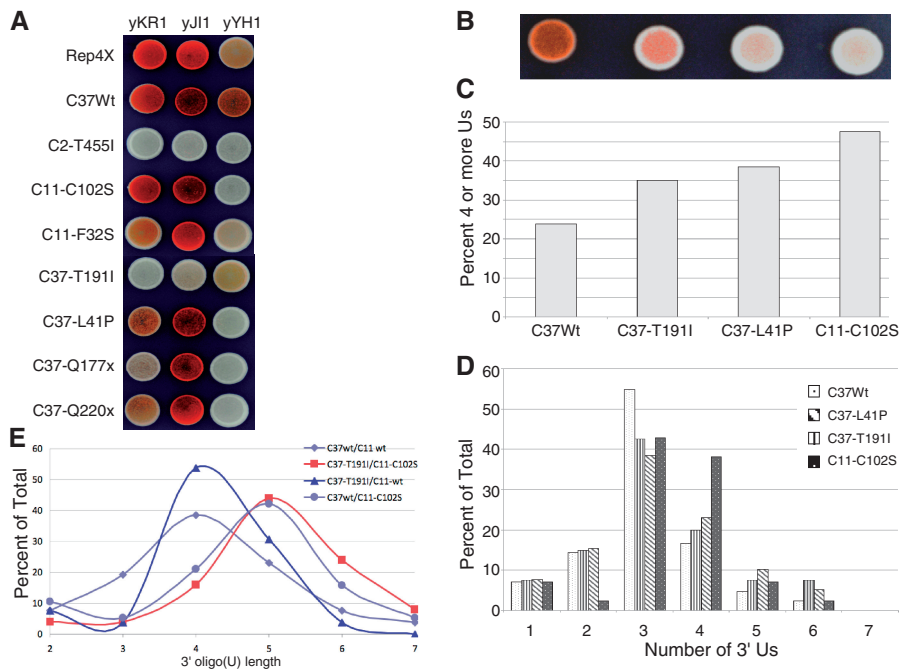 A
yKR1 yJI1 yYH1
Rep4X
C37Wt
C2-T455I
C11-C102S
C11-F32S
C37-T191I
C37-L41P
C37-Q177x
C37-Q220x
B
C
Percent 4 or more Us
50
40
30
20
10
0
C37Wt C37-T191I C37-L41P C11-C102S
D
Percent of Total
60
50
40
30
20
10
0
C37Wt
C37-L41P
C37-T191I
C11-C102S
1 2 3 4 5 6 7
Number of 3' Us
E
Percent of Total
60
50
40
30
20
10
0
C37wt/C11 wt
C37-T191I/C11-C102S
C37-T191I/C11-wt
C37wt/C11-C102S
2 3 4 5 6 7
3' oligo(U) length